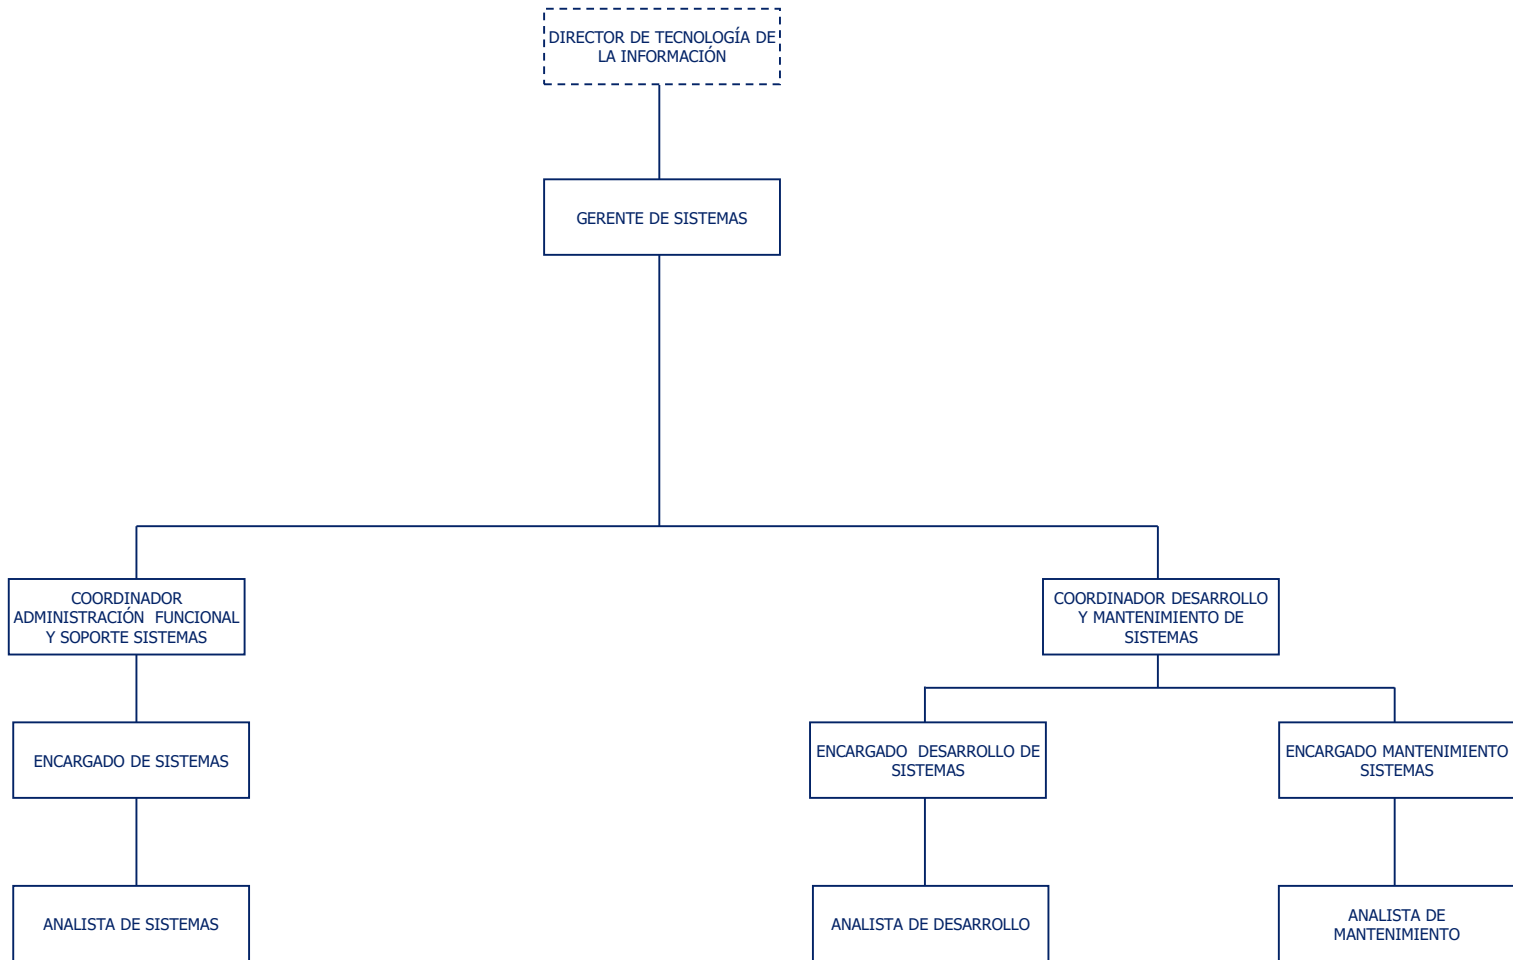 DIRECTOR DE TECNOLOGÍA DE
LA INFORMACIÓN
GERENTE DE SISTEMAS
COORDINADOR
ADMINISTRACIÓN  FUNCIONAL
Y SOPORTE SISTEMAS
COORDINADOR DESARROLLO
Y MANTENIMIENTO DE
SISTEMAS
ENCARGADO DE SISTEMAS
ENCARGADO  DESARROLLO DE
SISTEMAS
ENCARGADO MANTENIMIENTO
SISTEMAS
ANALISTA DE SISTEMAS
ANALISTA DE DESARROLLO
ANALISTA DE
MANTENIMIENTO